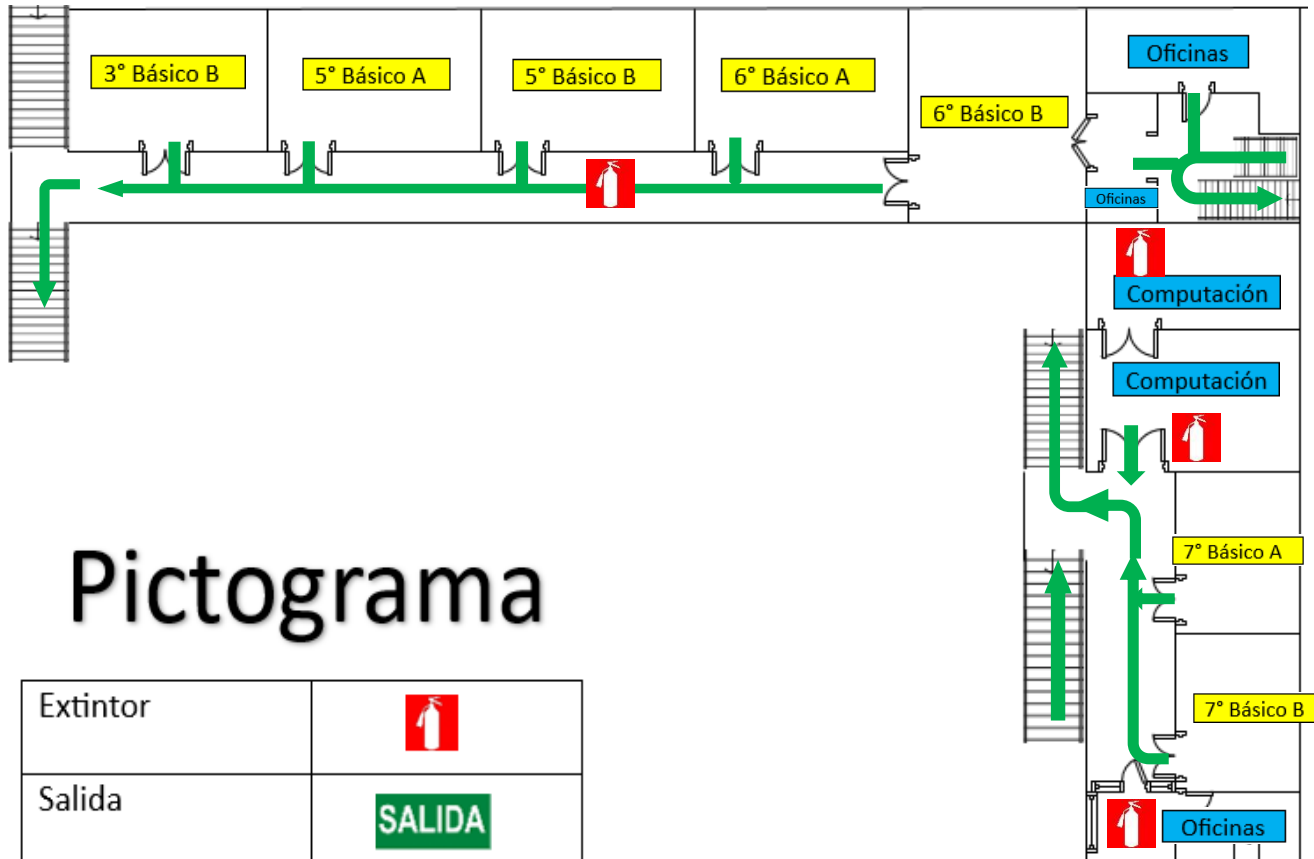 3° Básico B
5° Básico A
5° Básico B
6° Básico A
6° Básico B
Oficinas
Oficinas
Computación
Computación
7° Básico A
7° Básico B
Oficinas
Pictograma
Extintor
Salida
SALIDA